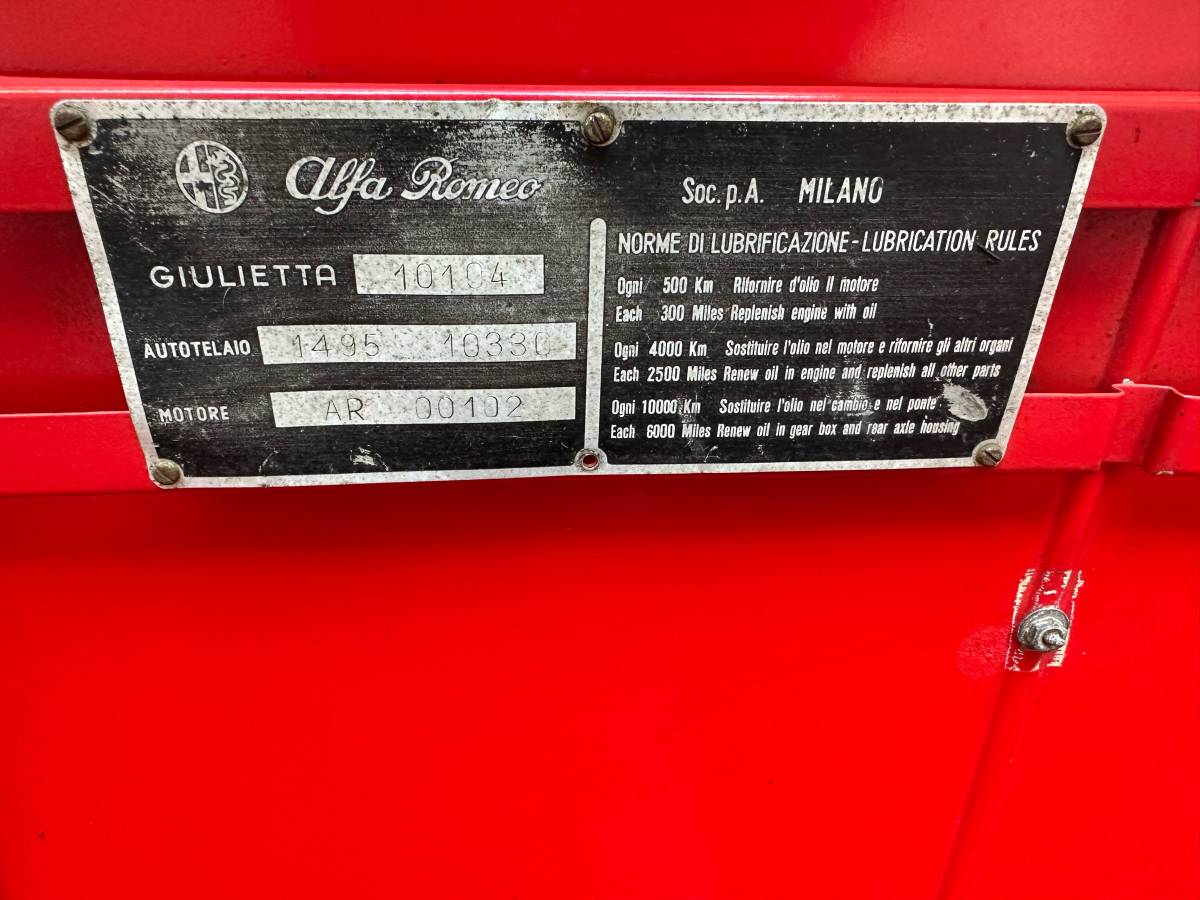 Alfa Romeo
GIULIETTA 10104
AUTOTELAIO 1495 10330
MOTORE AR 00102
Soc. p. A. MILANO
NORME DI LUBRIFICAZIONE - LUBRICATION RULES
Ogni 500 Km Rifornire d'olio Il motore
Each 300 Miles Replenish engine with oil
Ogni 4000 Km Sostituire l'olio nel motore e rifornire gli altri organi
Each 2500 Miles Renew oil in engine and replenish all other parts
Ogni 10000 Km Sostituire l'olio nel cambio e nel ponte
Each 6000 Miles Renew oil in gear box and rear axle housing